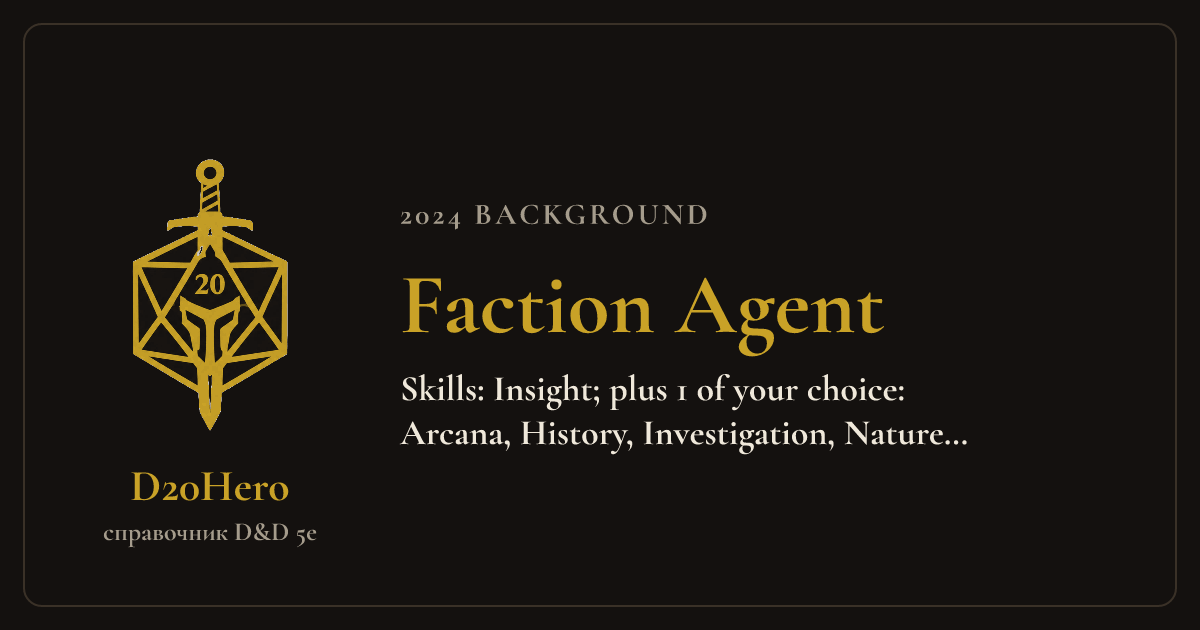 20
D20Hero
справочник D&D 5e
2024 BACKGROUND
Faction Agent
Skills: Insight; plus 1 of your choice:
Arcana, History, Investigation, Nature...